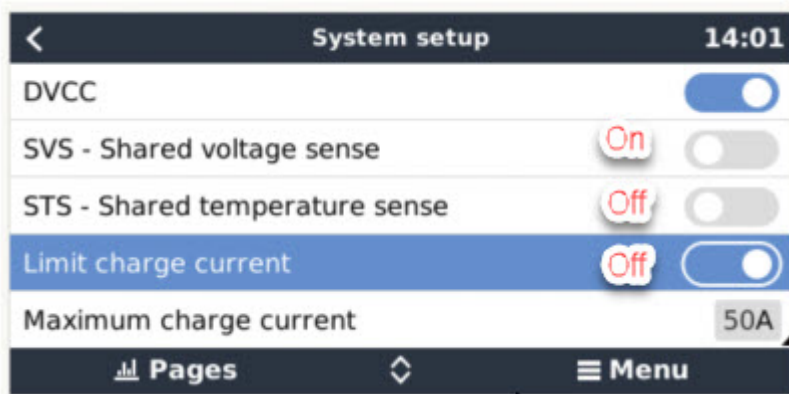 System setup 14:01
DVCC
SVS - Shared voltage sense On
STS - Shared temperature sense Off
Limit charge current Off
Maximum charge current 50A
Pages Menu